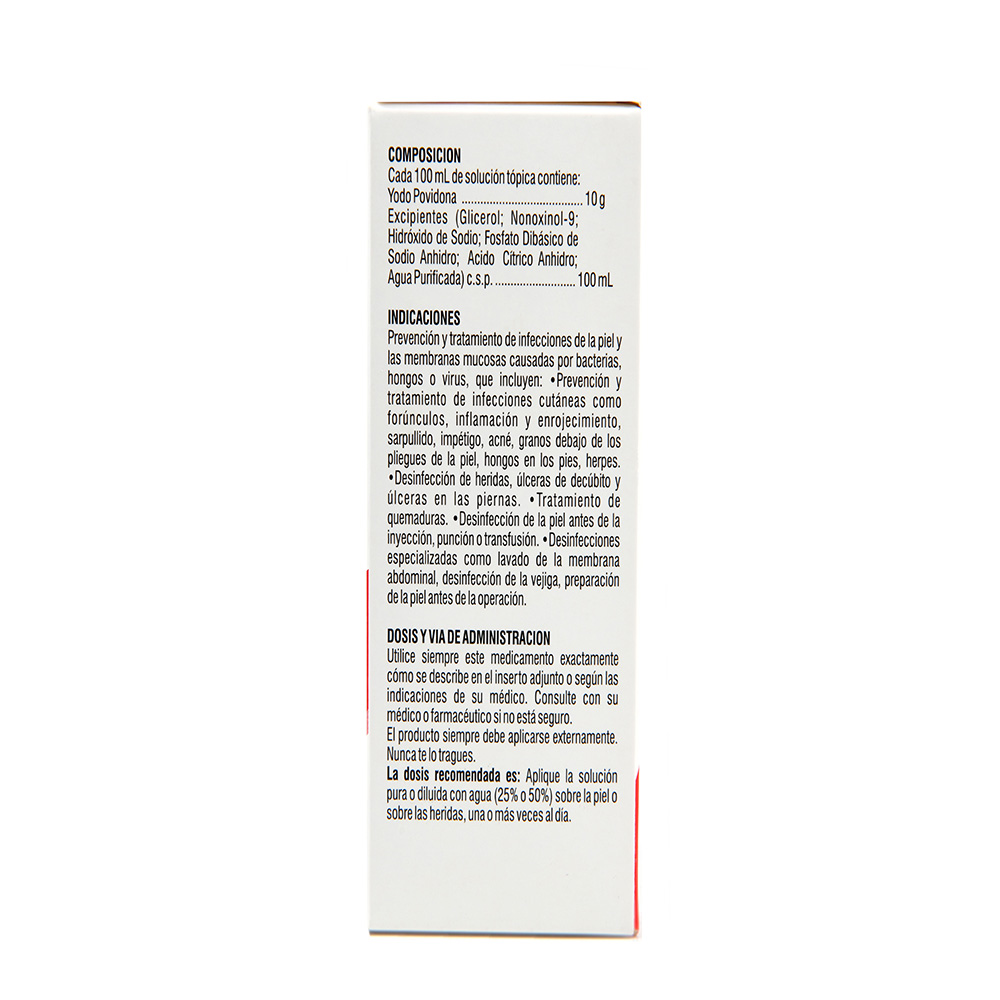 COMPOSICION
Cada 100 mL de solución tópica contiene:
Yodo Povidona ....................................... 10 g
Excipientes (Glicerol; Nonoxinol-9;
Hidróxido de Sodio; Fosfato Dibásico de
Sodio Anhidro; Acido Cítrico Anhidro;
Agua Purificada) c.s.p. .......................... 100 mL
INDICACIONES
Prevención y tratamiento de infecciones de la piel y
las membranas mucosas causadas por bacterias,
hongos o virus, que incluyen: •Prevención y
tratamiento de infecciones cutáneas como
forúnculos, inflamación y enrojecimiento,
sarpullido, impétigo, acné, granos debajo de los
pliegues de la piel, hongos en los pies, herpes.
•Desinfección de heridas, úlceras de decúbito y
úlceras en las piernas. •Tratamiento de
quemaduras. •Desinfección de la piel antes de la
inyección, punción o transfusión. •Desinfecciones
especializadas como lavado de la membrana
abdominal, desinfección de la vejiga, preparación
de la piel antes de la operación.
DOSIS Y VIA DE ADMINISTRACION
Utilice siempre este medicamento exactamente
cómo se describe en el inserto adjunto o según las
indicaciones de su médico. Consulte con su
médico o farmacéutico si no está seguro.
El producto siempre debe aplicarse externamente.
Nunca te lo tragues.
La dosis recomendada es: Aplique la solución
pura o diluida con agua (25% o 50%) sobre la piel o
sobre las heridas, una o más veces al día.